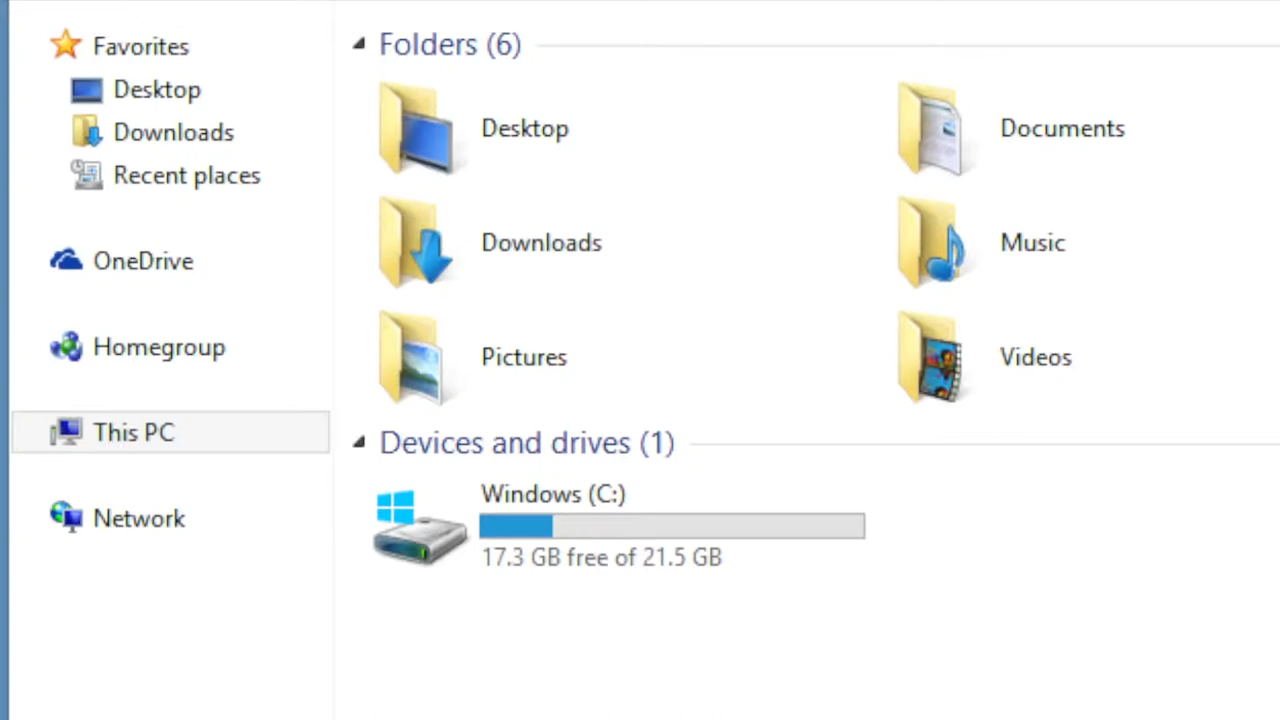 Favorites
Desktop
Downloads
Recent places
OneDrive
Homegroup
This PC
Network
Folders (6)
Desktop
Documents
Downloads
Music
Pictures
Videos
Devices and drives (1)
Windows (C:)
17.3 GB free of 21.5 GB